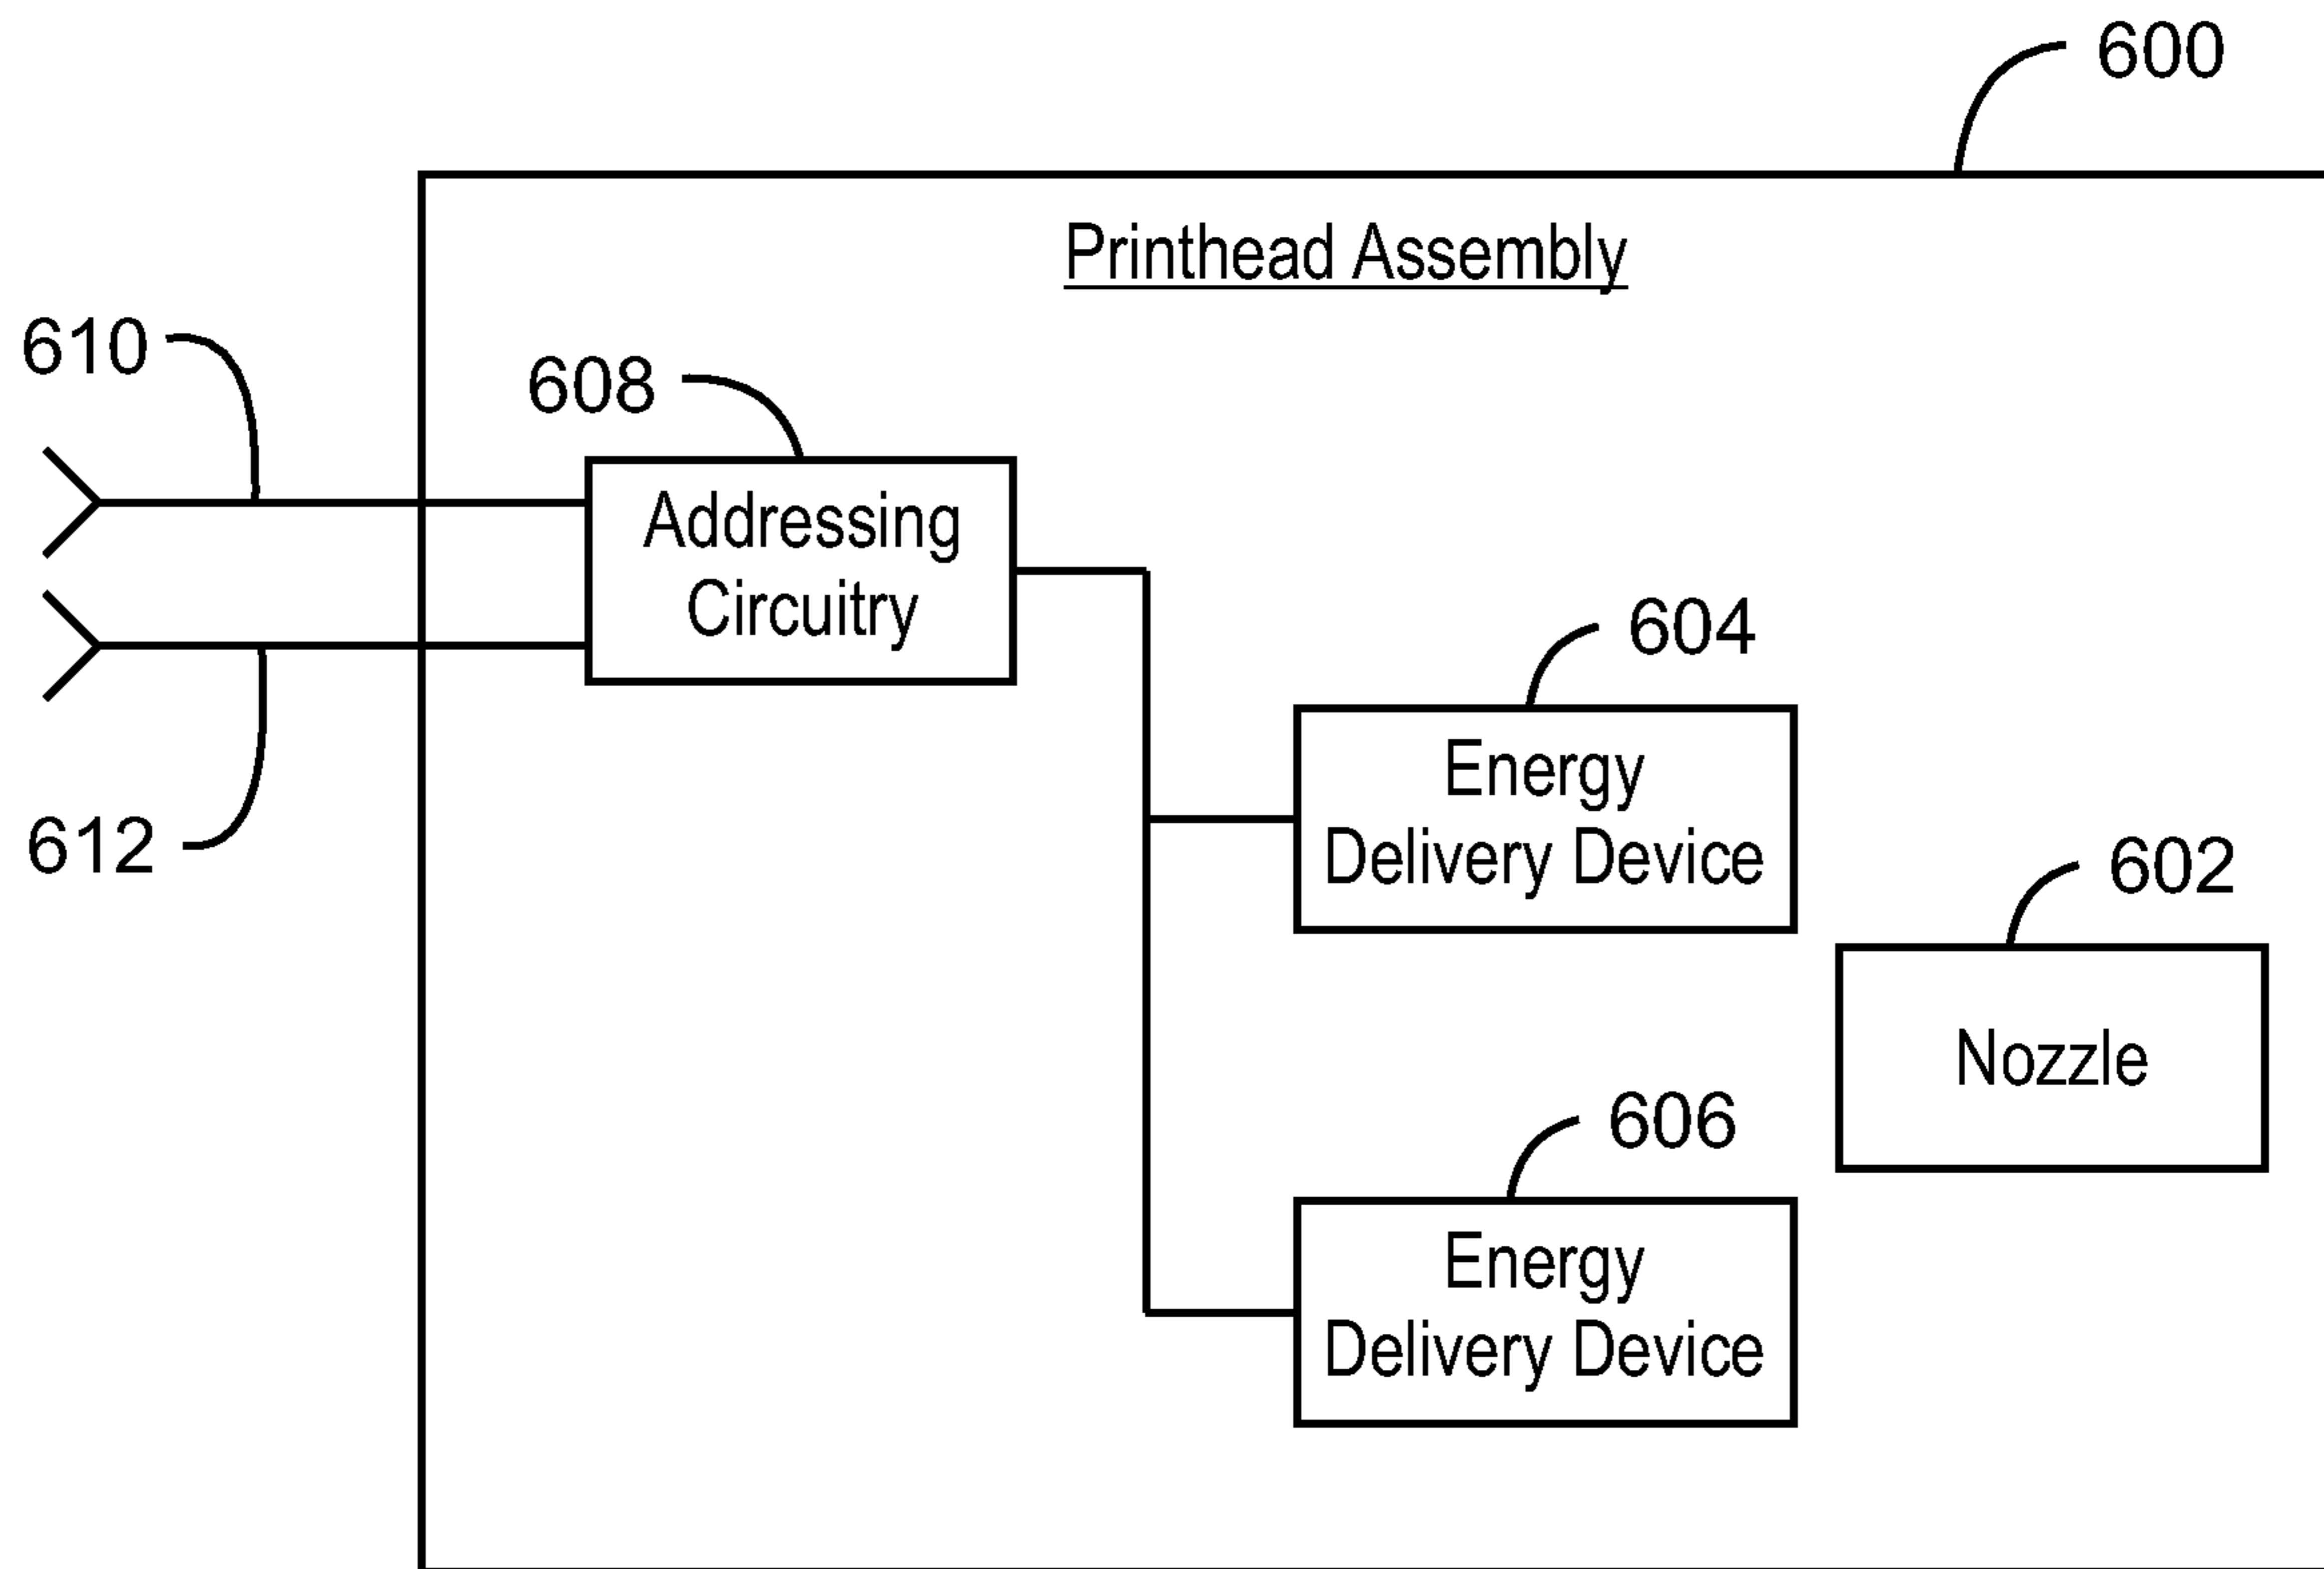 600
Printhead Assembly
610
608
Addressing
Circuitry
604
612
Energy
Delivery Device
602
Nozzle
606
Energy
Delivery Device